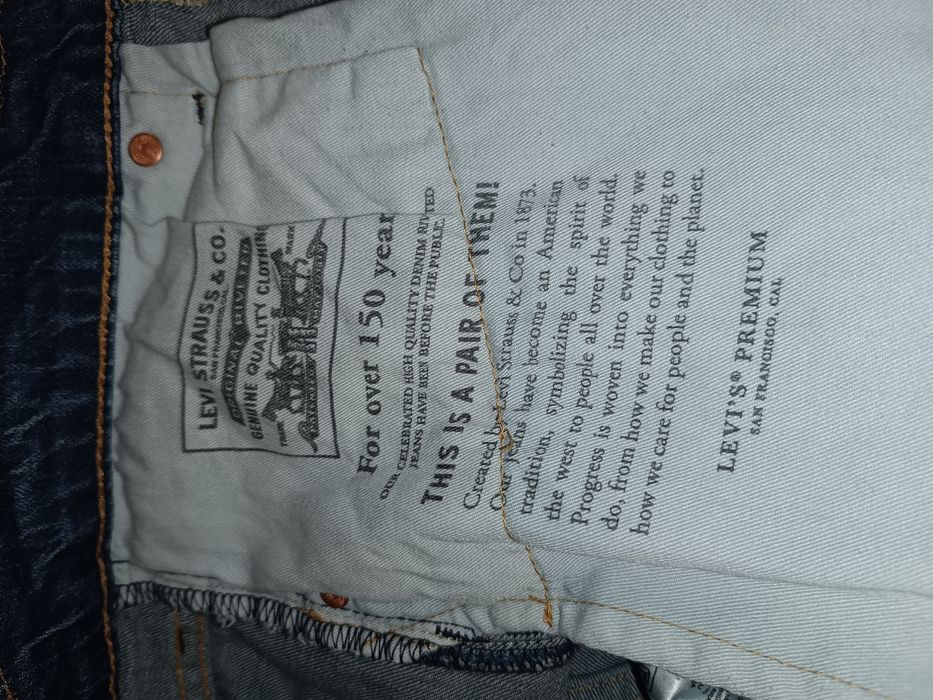 LEVI STRAUSS & CO.
SAN FRANCISCO, CAL
ORIGINAL RIVETED
GENUINE QUALITY CLOTHING
TRADE MARK
For over 150 year
OUR CELEBRATED HIGH QUALITY DENIM RIVETED
JEANS HAVE BEEN BEFORE THE PUBLIC.
THIS IS A PAIR OF THEM!
Created by Levi Strauss & Co in 1873.
Our jeans have become an American
tradition, symbolizing the spirit of
the west to people all over the world.
Progress is woven into everything we
do, from how we make our clothing to
how we care for people and the planet.
LEVI'S® PREMIUM
SAN FRANCISCO, CAL